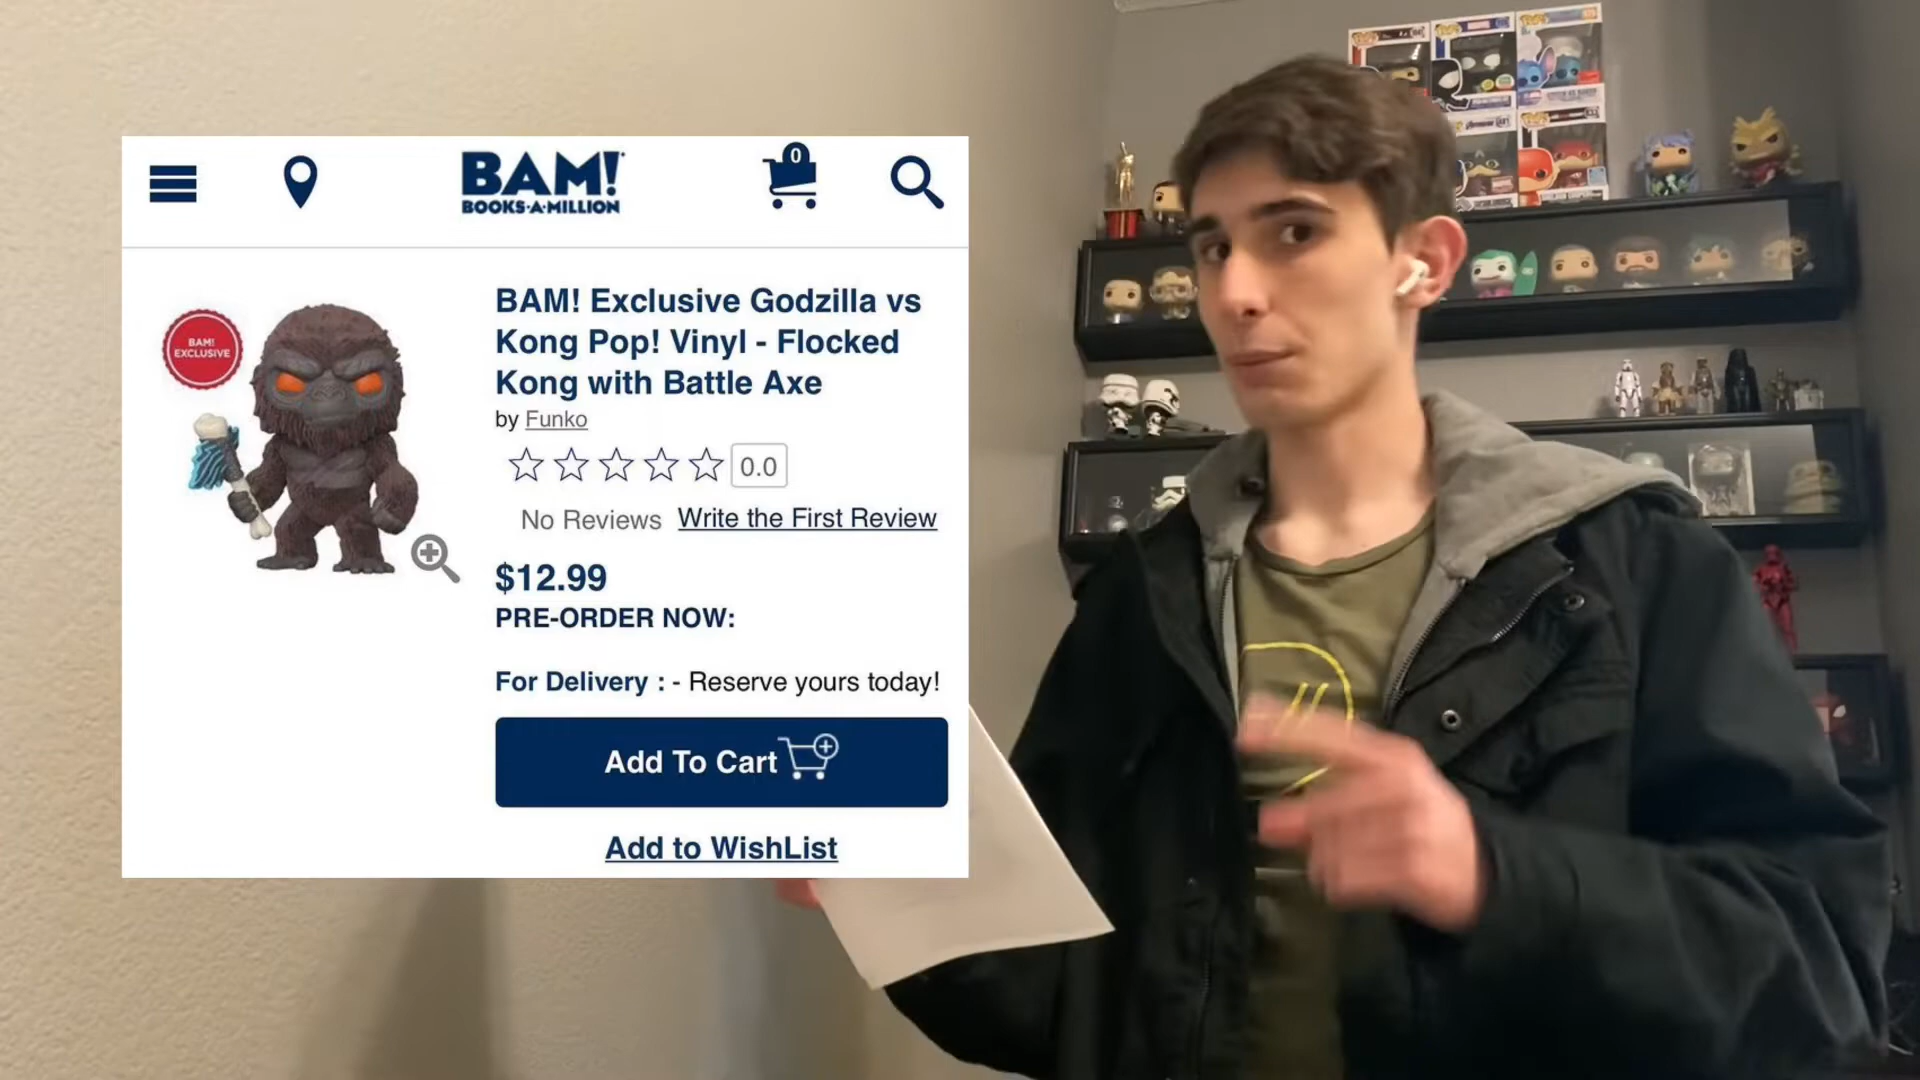 0
BAM!
BOOKS·A·MILLION
BAM!
EXCLUSIVE
BAM! Exclusive Godzilla vs
Kong Pop! Vinyl - Flocked
Kong with Battle Axe
by Funko
0.0
No Reviews Write the First Review
$12.99
PRE-ORDER NOW:
For Delivery : - Reserve yours today!
Add To Cart
Add to WishList